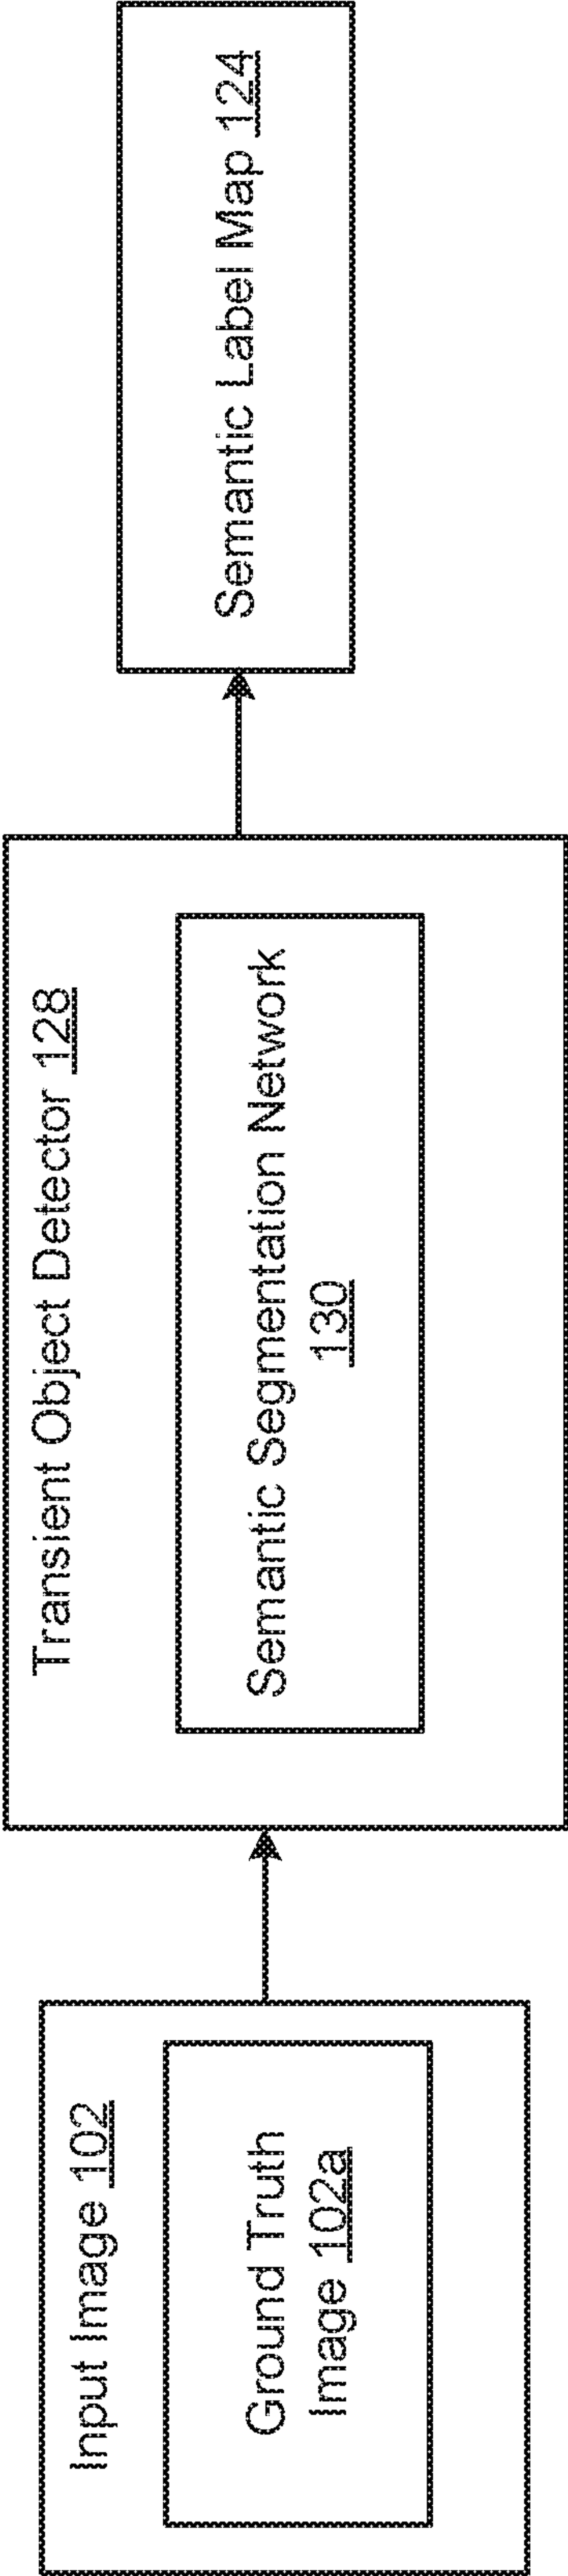 Input Image 102
Ground Truth
Image 102a
Transient Object Detector 128
Semantic Segmentation Network
130
Semantic Label Map 124